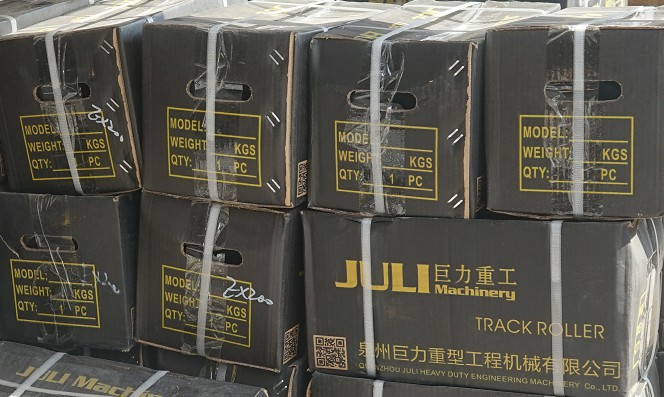 MODEL:
WEIGHT: KGS
QTY: 1 PC
ZX200
MODEL:
WEIGHT: KGS
QTY: 1 PC
MODEL:
WEIGHT: KGS
QTY: 1 PC
MODEL:
WEIGHT: KGS
QTY: 1 PC
MODEL:
WEIGHT: KGS
QTY: PC
MODEL:
WEIGHT: KGS
QTY: PC
ZX200
JULI 巨力重工
Machinery
TRACK ROLLER
泉州巨力重型工程机械有限公司
QUANZHOU JULI HEAVY DUTY ENGINEERING MACHINERY Co., LTD.
JULI Machinery